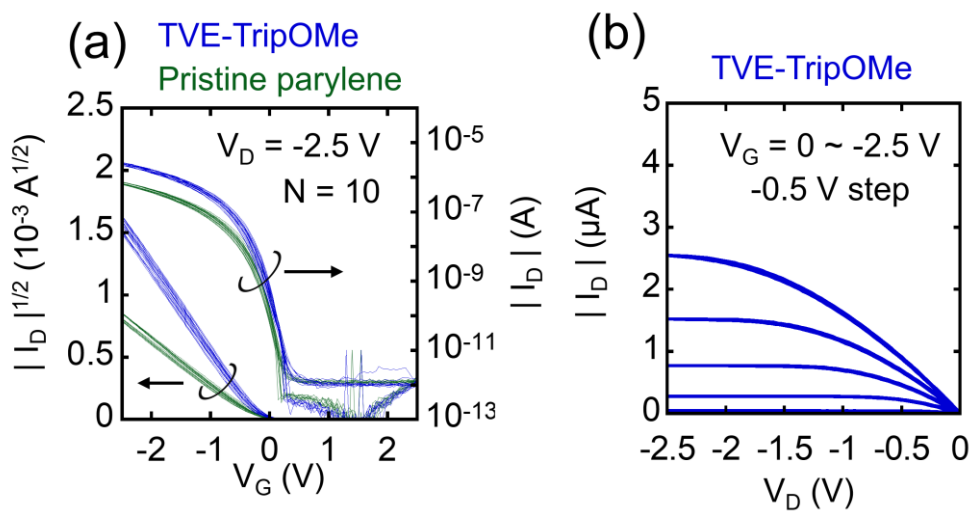 (a)
TVE-TripOMe
Pristine parylene
V_D = -2.5 V
N = 10
| I_D |^{1/2} (10^{-3} A^{1/2})
2.5
2
1.5
1
0.5
0
10^{-5}
10^{-7}
10^{-9}
10^{-11}
10^{-13}
| I_D | (A)
-2 -1 0 1 2
V_G (V)
(b)
TVE-TripOMe
V_G = 0 ~ -2.5 V
-0.5 V step
| I_D | (μA)
5
4
3
2
1
0
-2.5 -2 -1.5 -1 -0.5 0
V_D (V)